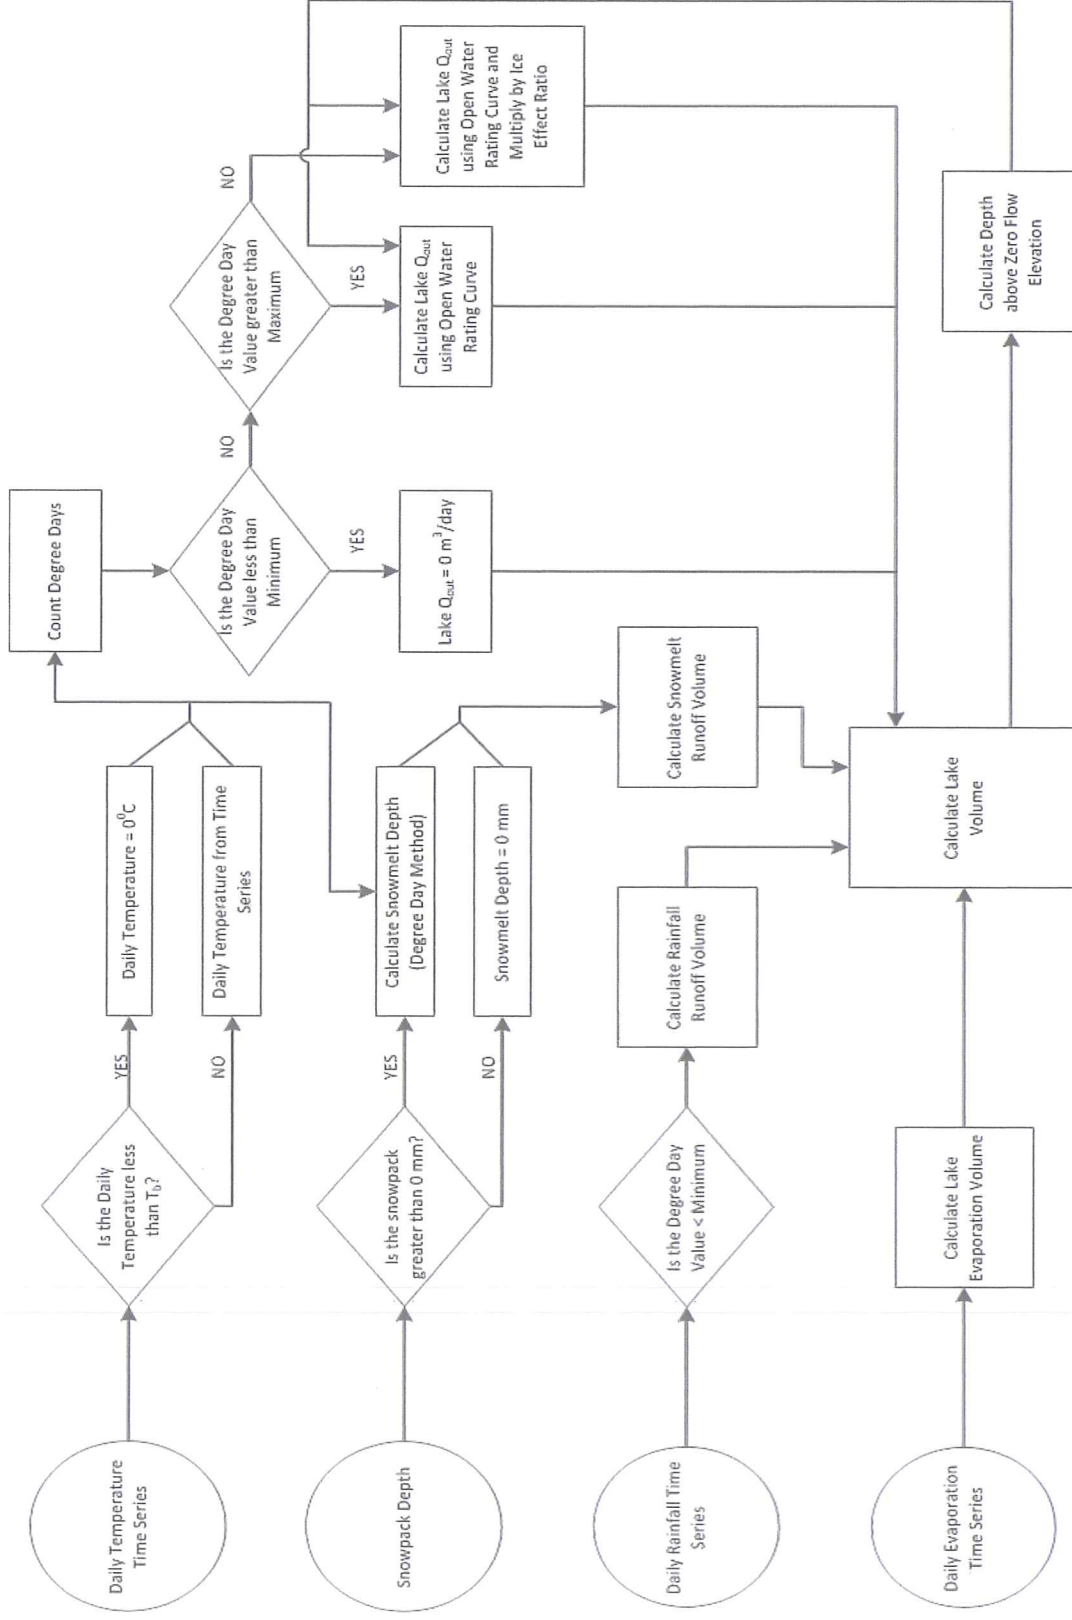 Daily Temperature
Time Series
Is the Daily
Temperature less
than Tb?
YES
NO
Daily Temperature = 0⁰C
Daily Temperature from Time
Series
Count Degree Days
Is the Degree Day
Value less than
Minimum
NO
YES
Is the Degree Day
Value greater than
Maximum
NO
YES
Lake Qout = 0 m³/day
Calculate Lake Qout
using Open Water
Rating Curve
Calculate Lake Qout
using Open Water
Rating Curve and
Multiply by Ice
Effect Ratio
Snowpack Depth
Is the snowpack
greater than 0 mm?
YES
NO
Calculate Snowmelt Depth
(Degree Day Method)
Snowmelt Depth = 0 mm
Calculate Snowmelt
Runoff Volume
Daily Rainfall Time
Series
Is the Degree Day
Value < Minimum
Calculate Rainfall
Runoff Volume
Daily Evaporation
Time Series
Calculate Lake
Evaporation Volume
Calculate Lake
Volume
Calculate Depth
above Zero Flow
Elevation